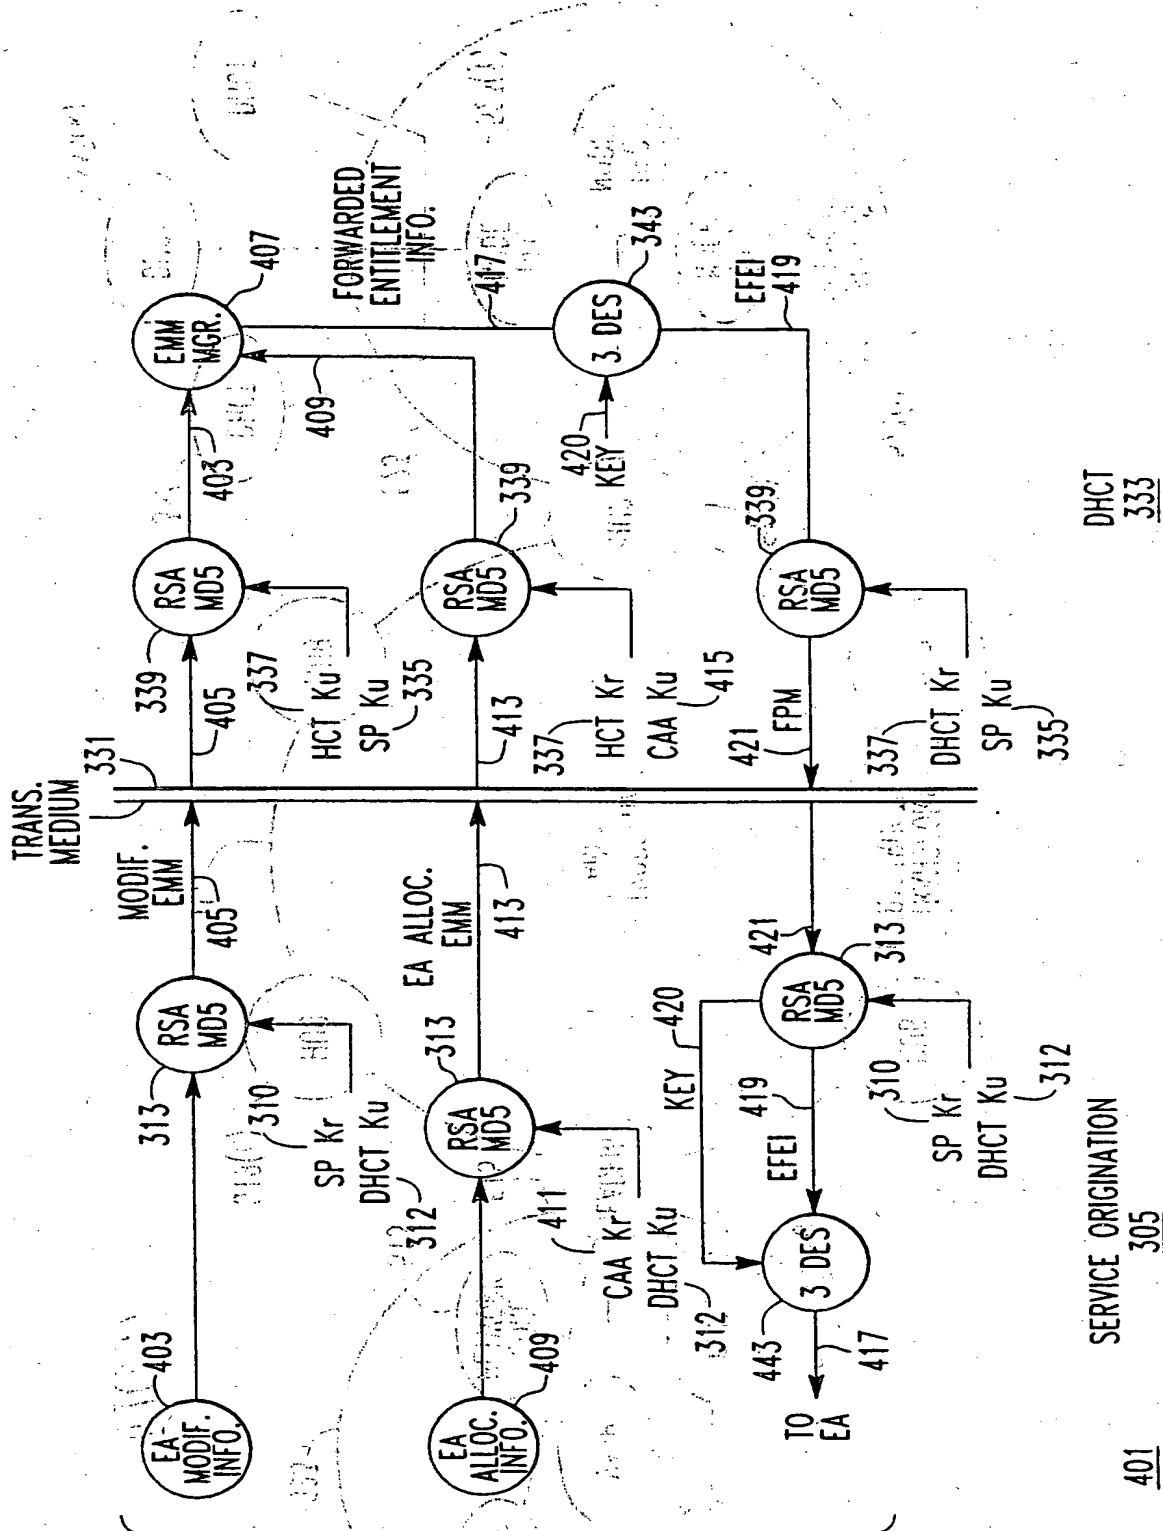 TRANS.
MEDIUM
331
EA
MODIF.
INFO.
403
313
RSA
MD5
310
SP Kr
DHCT Ku
312
MODIF.
EMM
405
405
339
RSA
MD5
337
HCT Ku
SP Ku
335
403
EMM
MGR.
407
EA
ALLOC.
INFO.
409
313
RSA
MD5
411
CAA Kr
DHCT Ku
312
EA ALLOC.
EMM
413
413
339
RSA
MD5
337
HCT Kr
CAA Ku
415
409
FORWARDED
ENTITLEMENT
INFO.
417
3 DES
343
420
KEY
EFEI
419
339
RSA
MD5
337
DHCT Kr
SP Ku
335
421
FPM
421
313
RSA
MD5
310
SP Kr
DHCT Ku
312
KEY
420
EFEI
419
3 DES
443
417
TO
EA
SERVICE ORIGINATION
305
DHCT
333
401